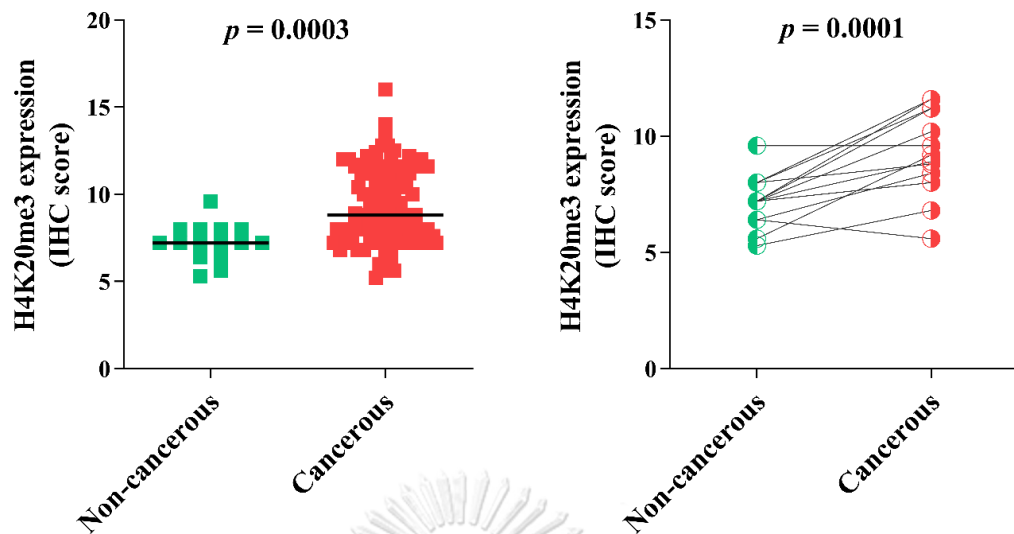 p = 0.0003
H4K20me3 expression
(IHC score)
20
15
10
5
0
Non-cancerous
Cancerous
p = 0.0001
H4K20me3 expression
(IHC score)
15
10
5
0
Non-cancerous
Cancerous